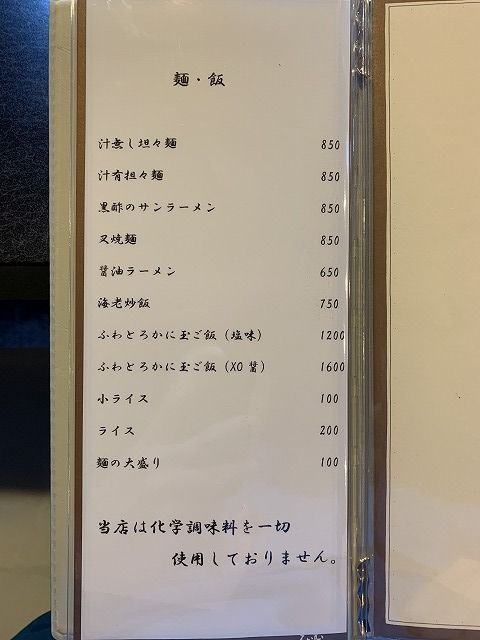 麺・飯
汁無し坦々麺 850
汁有担々麺 850
黒酢のサンラーメン 850
叉焼麺 850
醤油ラーメン 650
海老炒飯 750
ふわとろかに玉ご飯(塩味) 1200
ふわとろかに玉ご飯(XO醤) 1600
小ライス 100
ライス 200
麺の大盛り 100
当店は化学調味料を一切
使用しておりません。